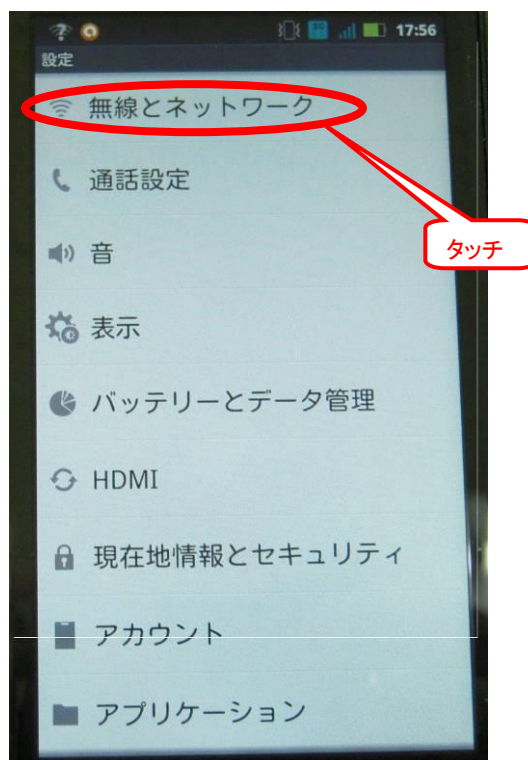 17:56
設定
無線とネットワーク
通話設定
タッチ
音
表示
バッテリーとデータ管理
HDMI
現在地情報とセキュリティ
アカウント
アプリケーション